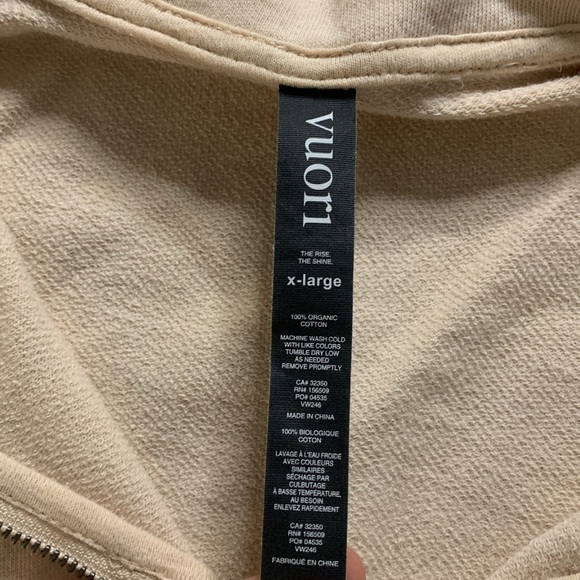 vuori
THE RISE.
THE SHINE.
x-large
100% ORGANIC
COTTON
MACHINE WASH COLD
WITH LIKE COLORS
TUMBLE DRY LOW
AS NEEDED
REMOVE PROMPTLY
CA# 32350
RN# 156509
PO# 04535
VW246
MADE IN CHINA
100% BIOLOGIQUE
COTON
LAVAGE À L'EAU FROIDE
AVEC COULEURS
SIMILAIRES
SÉCHAGE PAR
CULBUTAGE
À BASSE TEMPÉRATURE,
AU BESOIN
ENLEVEZ RAPIDEMENT
CA# 32350
RN# 156509
PO# 04535
VW246
FABRIQUÉ EN CHINE